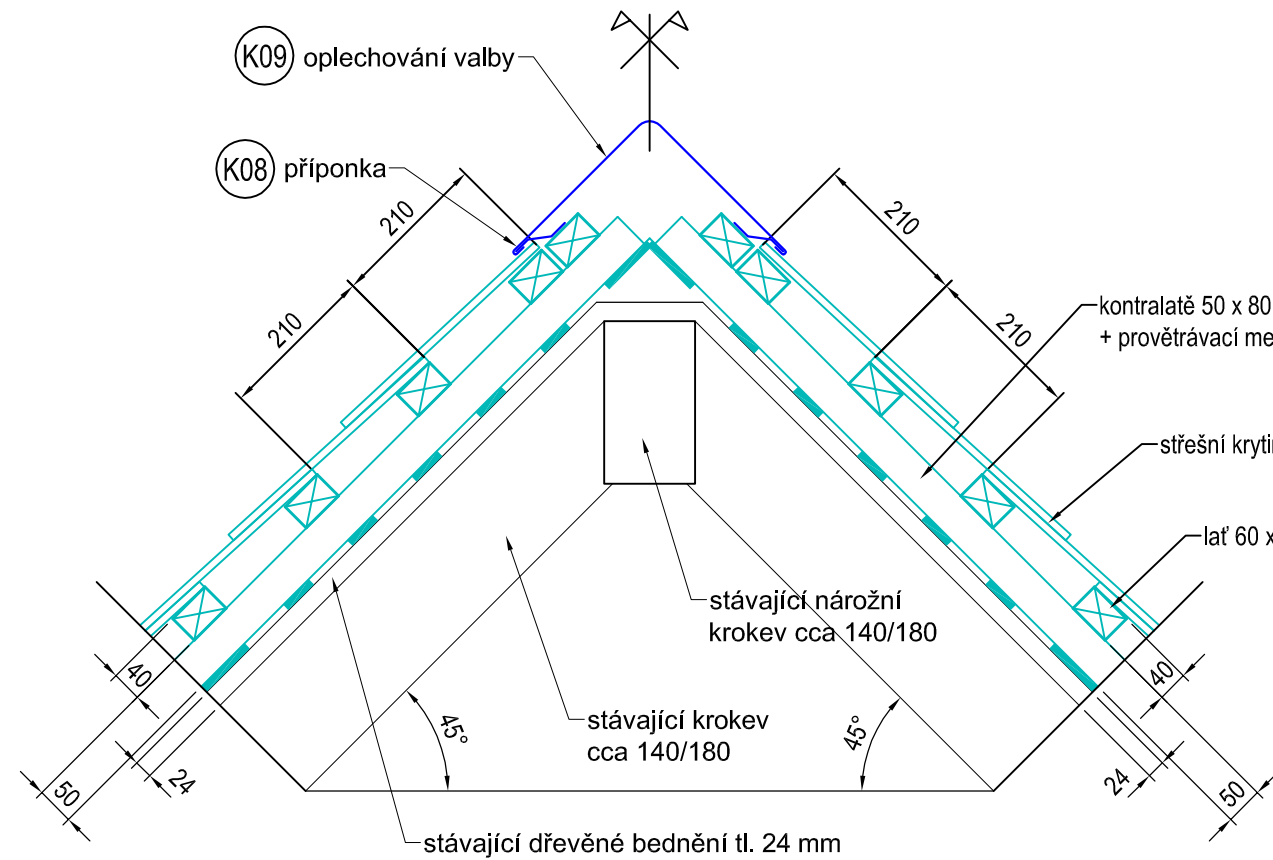 K09 oplechování valby
K08 příponka
210
210
210
210
kontralatě 50 x 80
+ provětrávací
střešní
lať 60 x
stávající nárožní
krokev cca 140/180
stávající krokev
cca 140/180
45°
45°
40
40
24
24
50
50
stávající dřevěné bednění tl. 24 mm